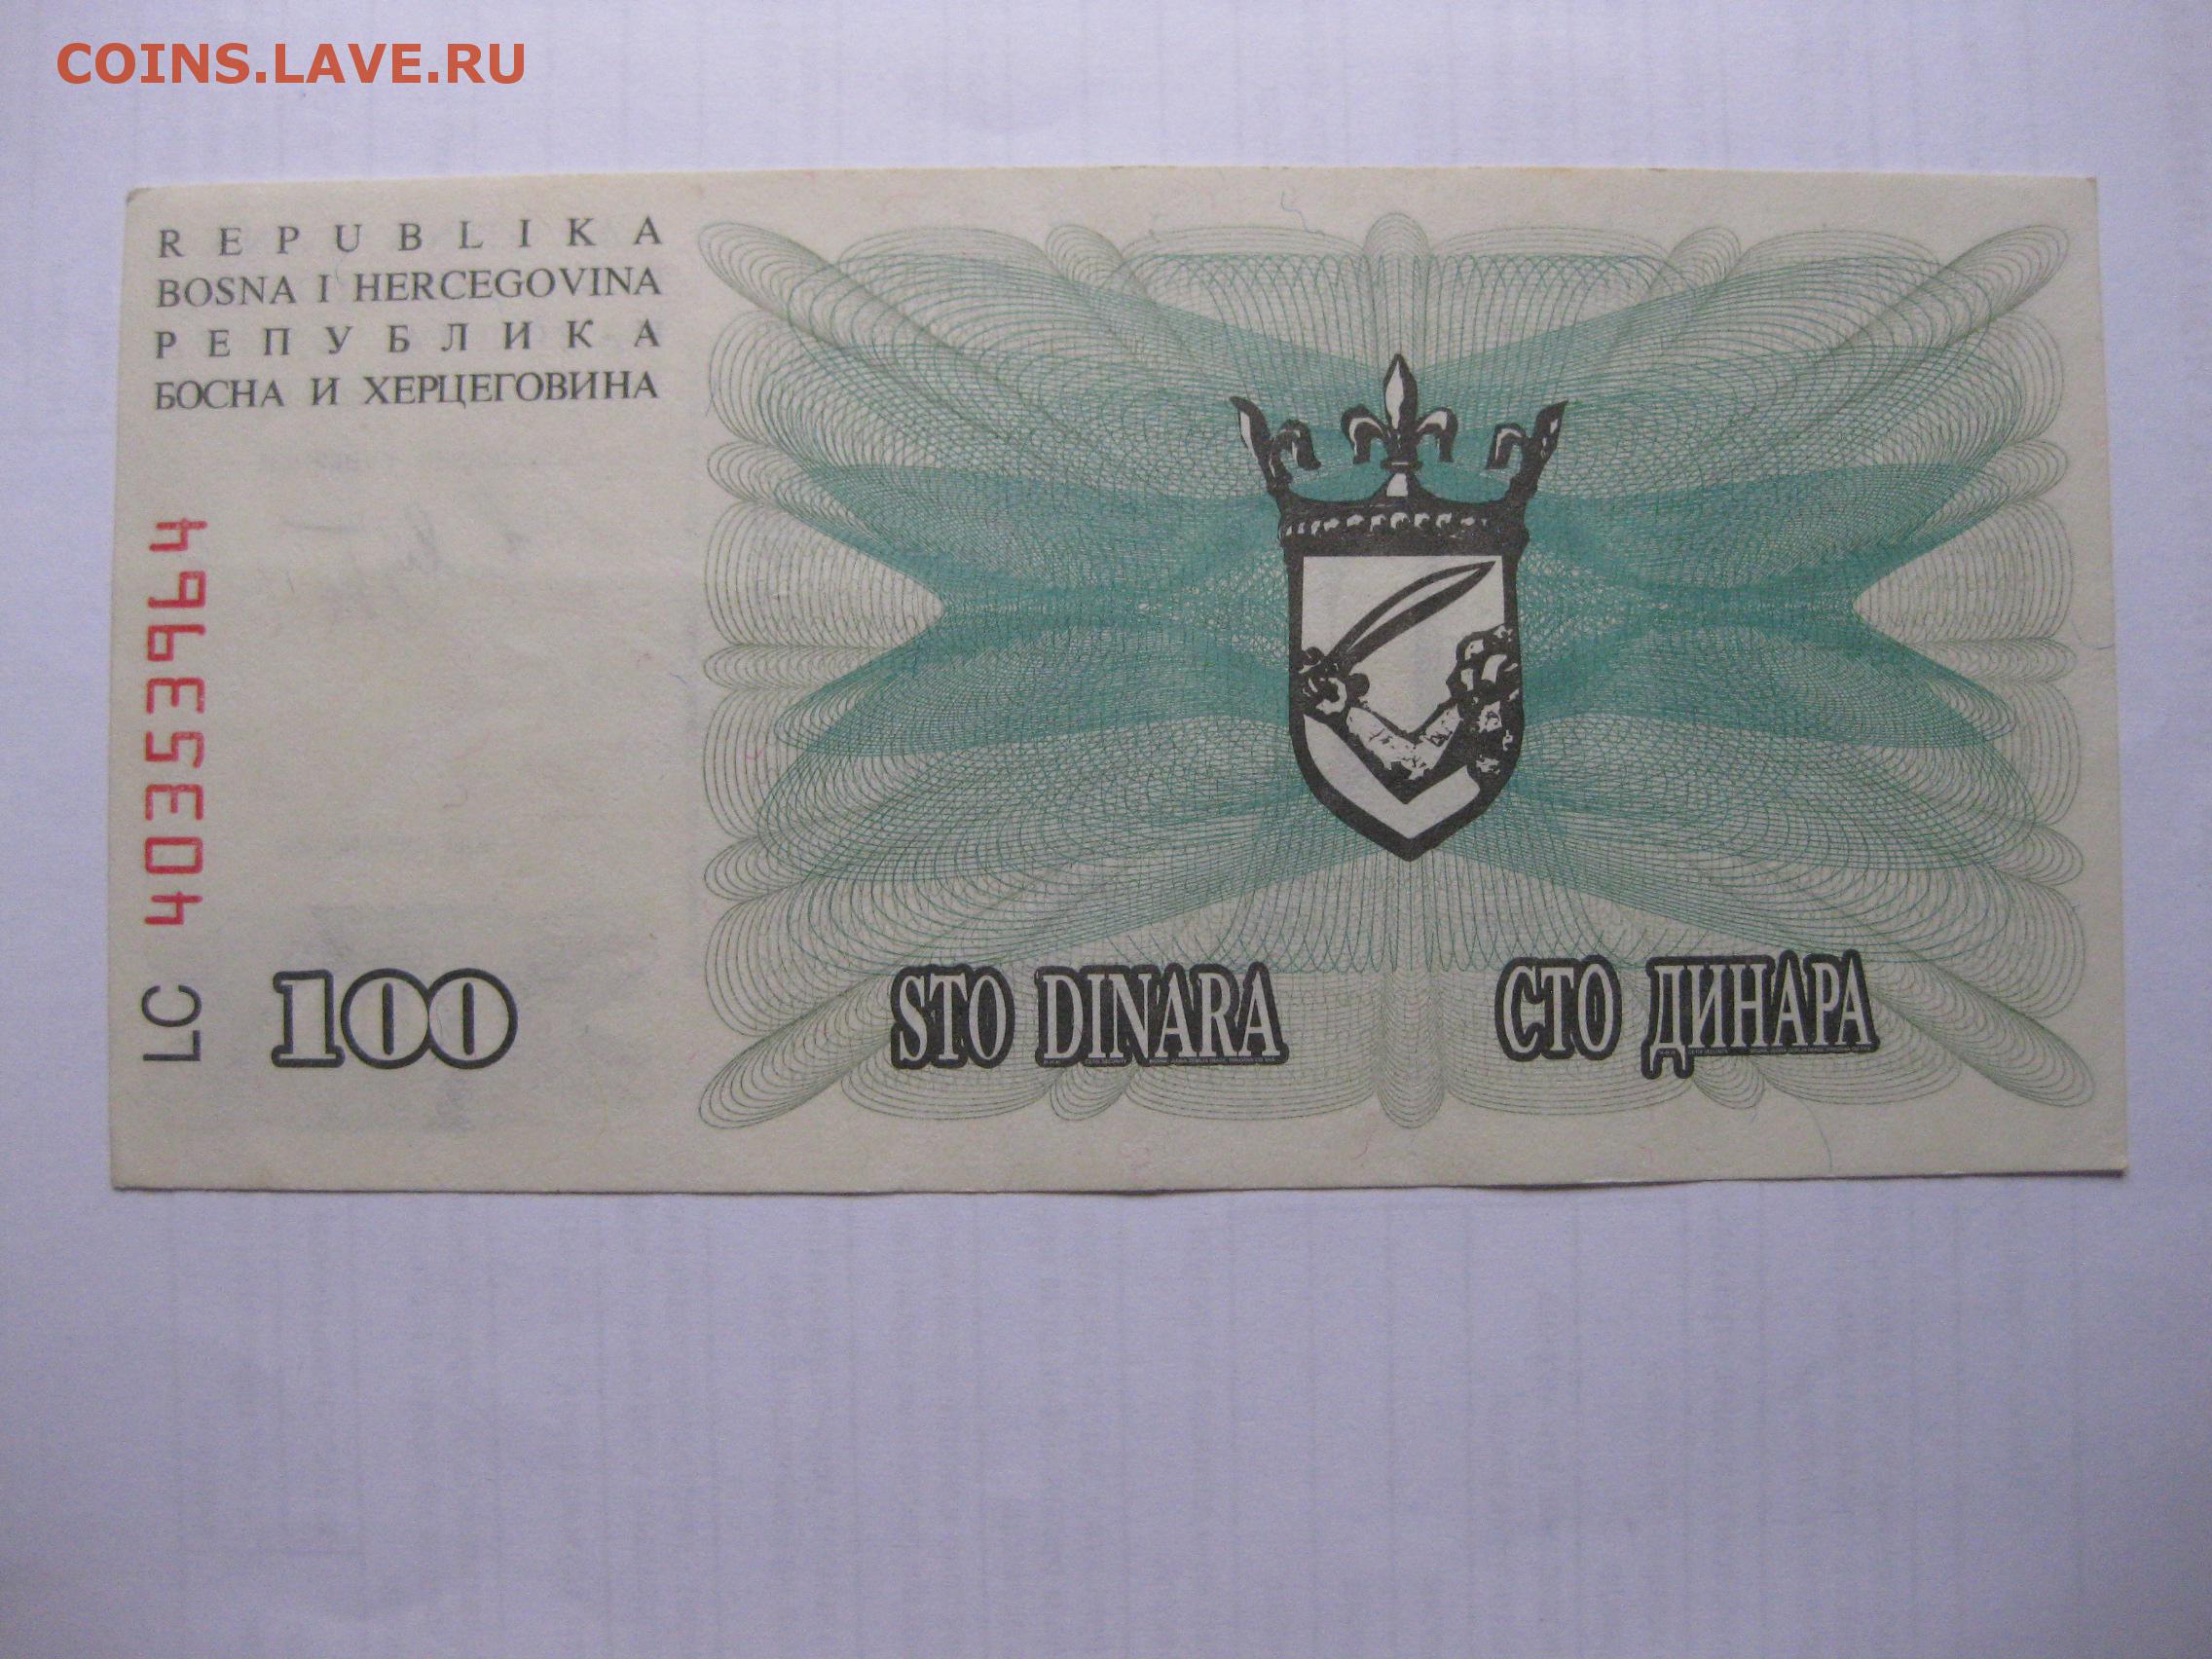 COINS.LAVE.RU
REPUBLIKA
BOSNA I HERCEGOVINA
РЕПУБЛИКА
БОСНА И ХЕРЦЕГОВИНА
LC 40353964
100
STO DINARA
СТО ДИНАРА